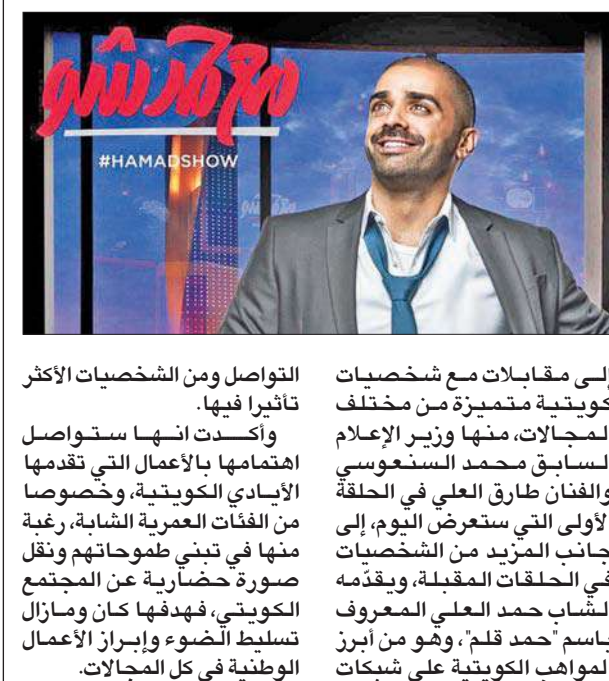 مع حمد شو
#HAMADSHOW
إلى مقابلات مع شخصيات
كويتية متميزة من مختلف
المجالات، منها وزير الإعلام
السابق محمد السنعوسي
والفنان طارق العلي في الحلقة
الأولى التي ستعرض اليوم، إلى
جانب المزيد من الشخصيات
في الحلقات المقبلة، ويقدّمه
الشاب حمد العلي المعروف
باسم "حمد قلم"، وهو من أبرز
المواهب الكويتية على شبكات
التواصل ومن الشخصيات الأكثر
تأثيرا فيها.
وأكدت انها ستواصل
اهتمامها بالأعمال التي تقدمها
الأيادي الكويتية، وخصوصا
من الفئات العمرية الشابة، رغبة
منها في تبني طموحاتهم ونقل
صورة حضارية عن المجتمع
الكويتي، فهدفها كان ومازال
تسليط الضوء وإبراز الأعمال
الوطنية في كل المجالات.